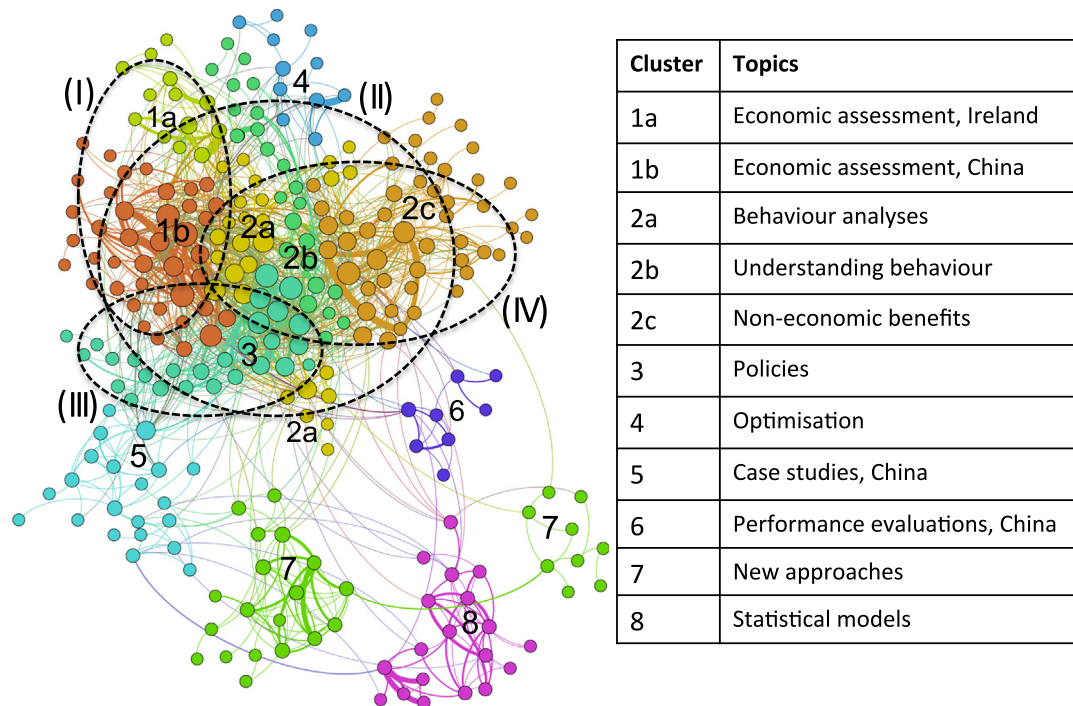 4
(I)
(II)
1a
2c
1b
2a
2b
(IV)
3
(III)
6
2a
5
7
7
8
Cluster Topics
1a Economic assessment, Ireland
1b Economic assessment, China
2a Behaviour analyses
2b Understanding behaviour
2c Non-economic benefits
3 Policies
4 Optimisation
5 Case studies, China
6 Performance evaluations, China
7 New approaches
8 Statistical models